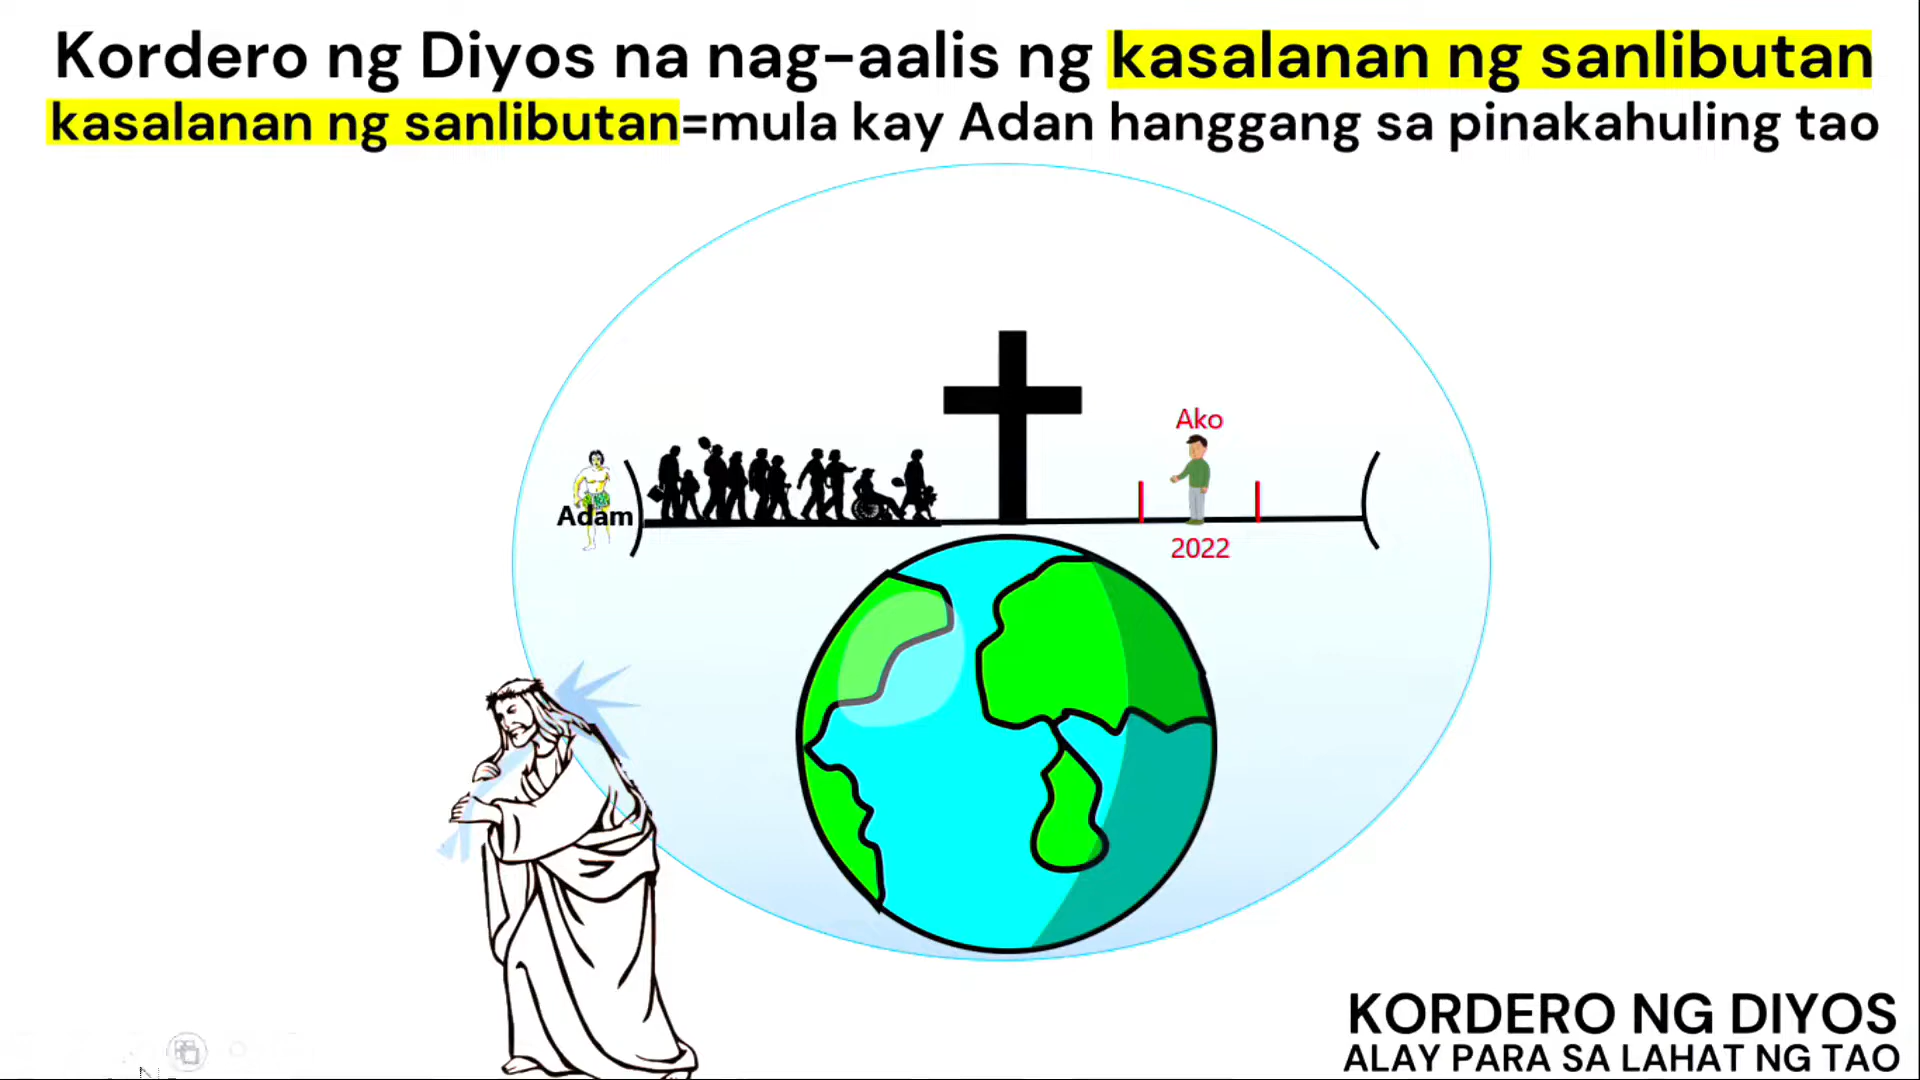 Kordero ng Diyos na nag-aalis ng kasalanan ng sanlibutan
kasalanan ng sanlibutan=mula kay Adan hanggang sa pinakahuling tao
Ako
Adam
2022
KORDERO NG DIYOS
ALAY PARA SA LAHAT NG TAO